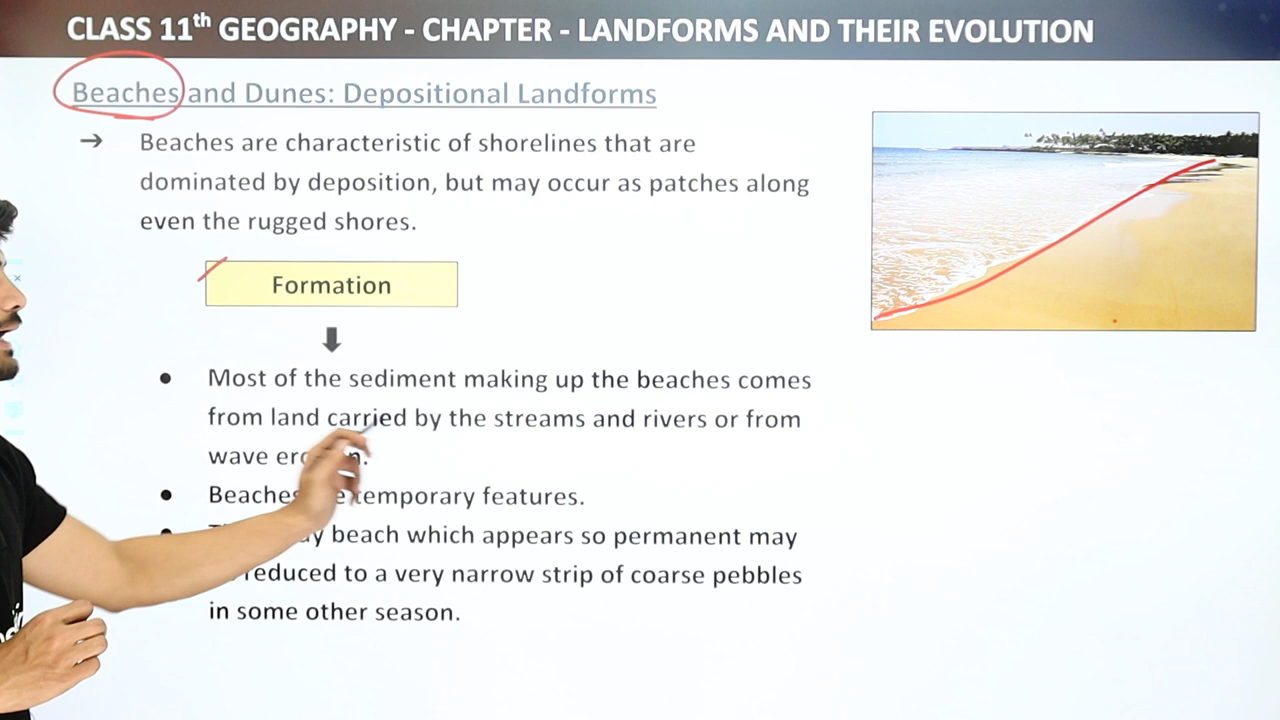 CLASS 11th GEOGRAPHY - CHAPTER - LANDFORMS AND THEIR EVOLUTION
Beaches and Dunes: Depositional Landforms
→ Beaches are characteristic of shorelines that are
dominated by deposition, but may occur as patches along
even the rugged shores.
Formation
● Most of the sediment making up the beaches comes
from land carried by the streams and rivers or from
wave
● Beaches temporary features.
● beach which appears so permanent may
reduced to a very narrow strip of coarse pebbles
in some other season.